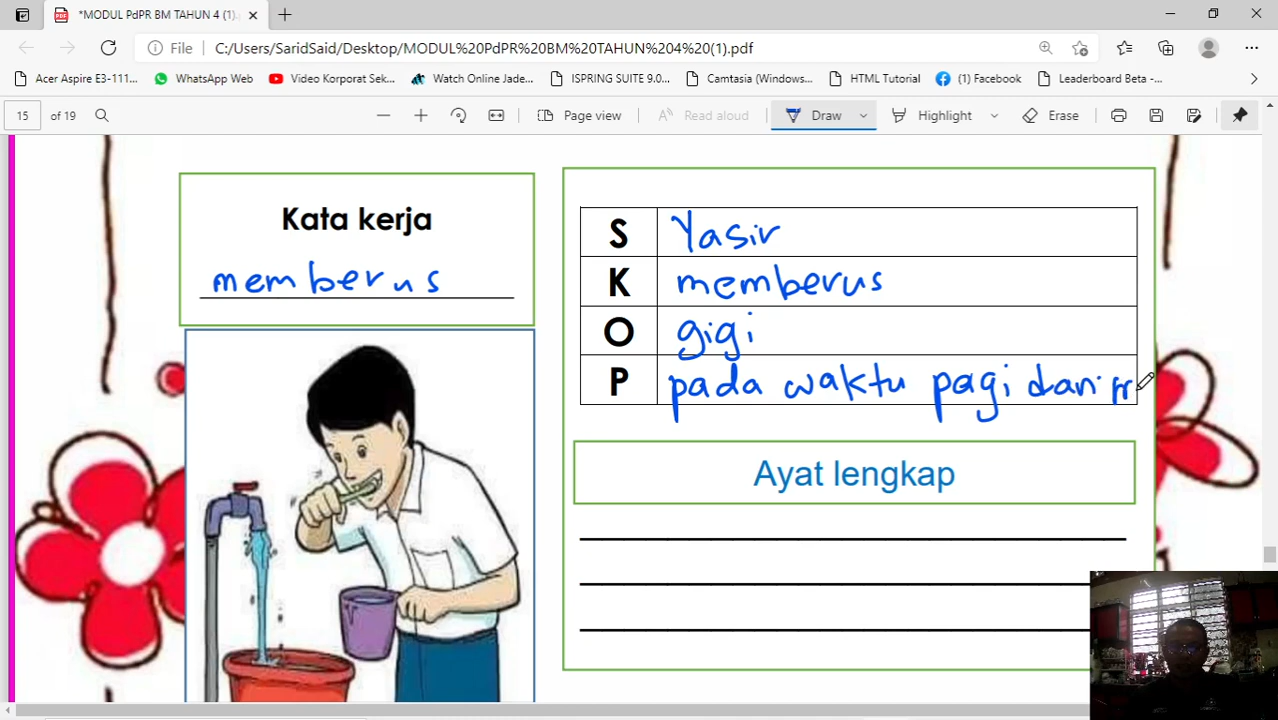 *MODUL PdPR BM TAHUN 4 (1).
File
C:/Users/SaridSaid/Desktop/MODUL%20PdPR%20BM%20TAHUN%204%20(1).pdf
Acer Aspire E3-111...
WhatsApp Web
Video Korporat Sek...
Watch Online Jade...
ISPRING SUITE 9.0...
Camtasia (Windows...
HTML Tutorial
(1) Facebook
Leaderboard Beta -...
15 of 19
Page view
Read aloud
Draw
Highlight
Erase
Kata kerja
memberus
S Yasir
K memberus
O gigi
P pada waktu pagi dan m
Ayat lengkap